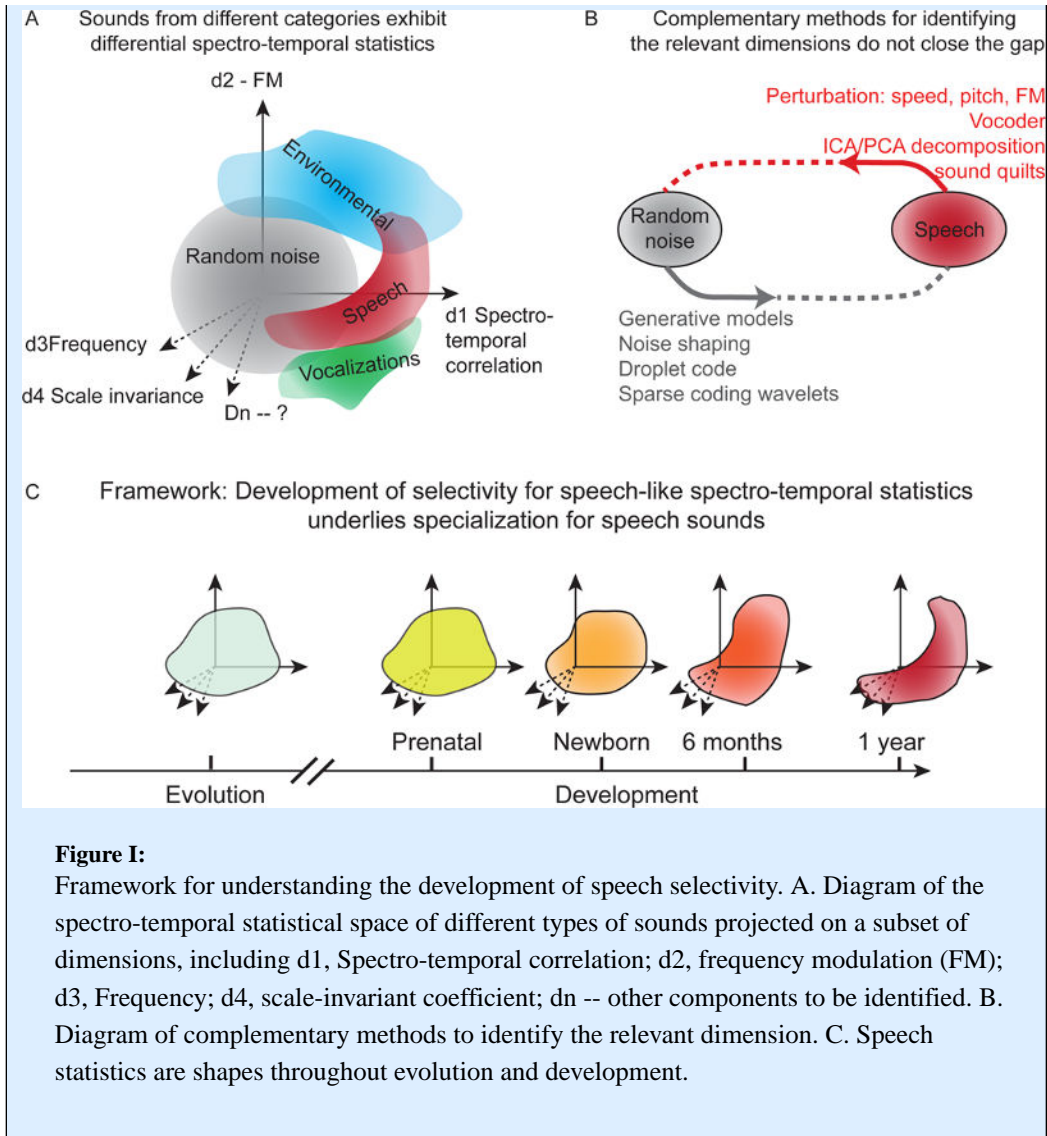 A Sounds from different categories exhibit
differential spectro-temporal statistics
d2 - FM
Environmental
Random noise
Speech
d1 Spectro-
temporal
correlation
Vocalizations
d3Frequency
d4 Scale invariance
Dn -- ?
B Complementary methods for identifying
the relevant dimensions do not close the gap
Perturbation: speed, pitch, FM
Vocoder
ICA/PCA decomposition
sound quilts
Random
noise
Speech
Generative models
Noise shaping
Droplet code
Sparse coding wavelets
C Framework: Development of selectivity for speech-like spectro-temporal statistics
underlies specialization for speech sounds
Prenatal Newborn 6 months 1 year
Evolution Development
Figure I:
Framework for understanding the development of speech selectivity. A. Diagram of the
spectro-temporal statistical space of different types of sounds projected on a subset of
dimensions, including d1, Spectro-temporal correlation; d2, frequency modulation (FM);
d3, Frequency; d4, scale-invariant coefficient; dn -- other components to be identified. B.
Diagram of complementary methods to identify the relevant dimension. C. Speech
statistics are shapes throughout evolution and development.